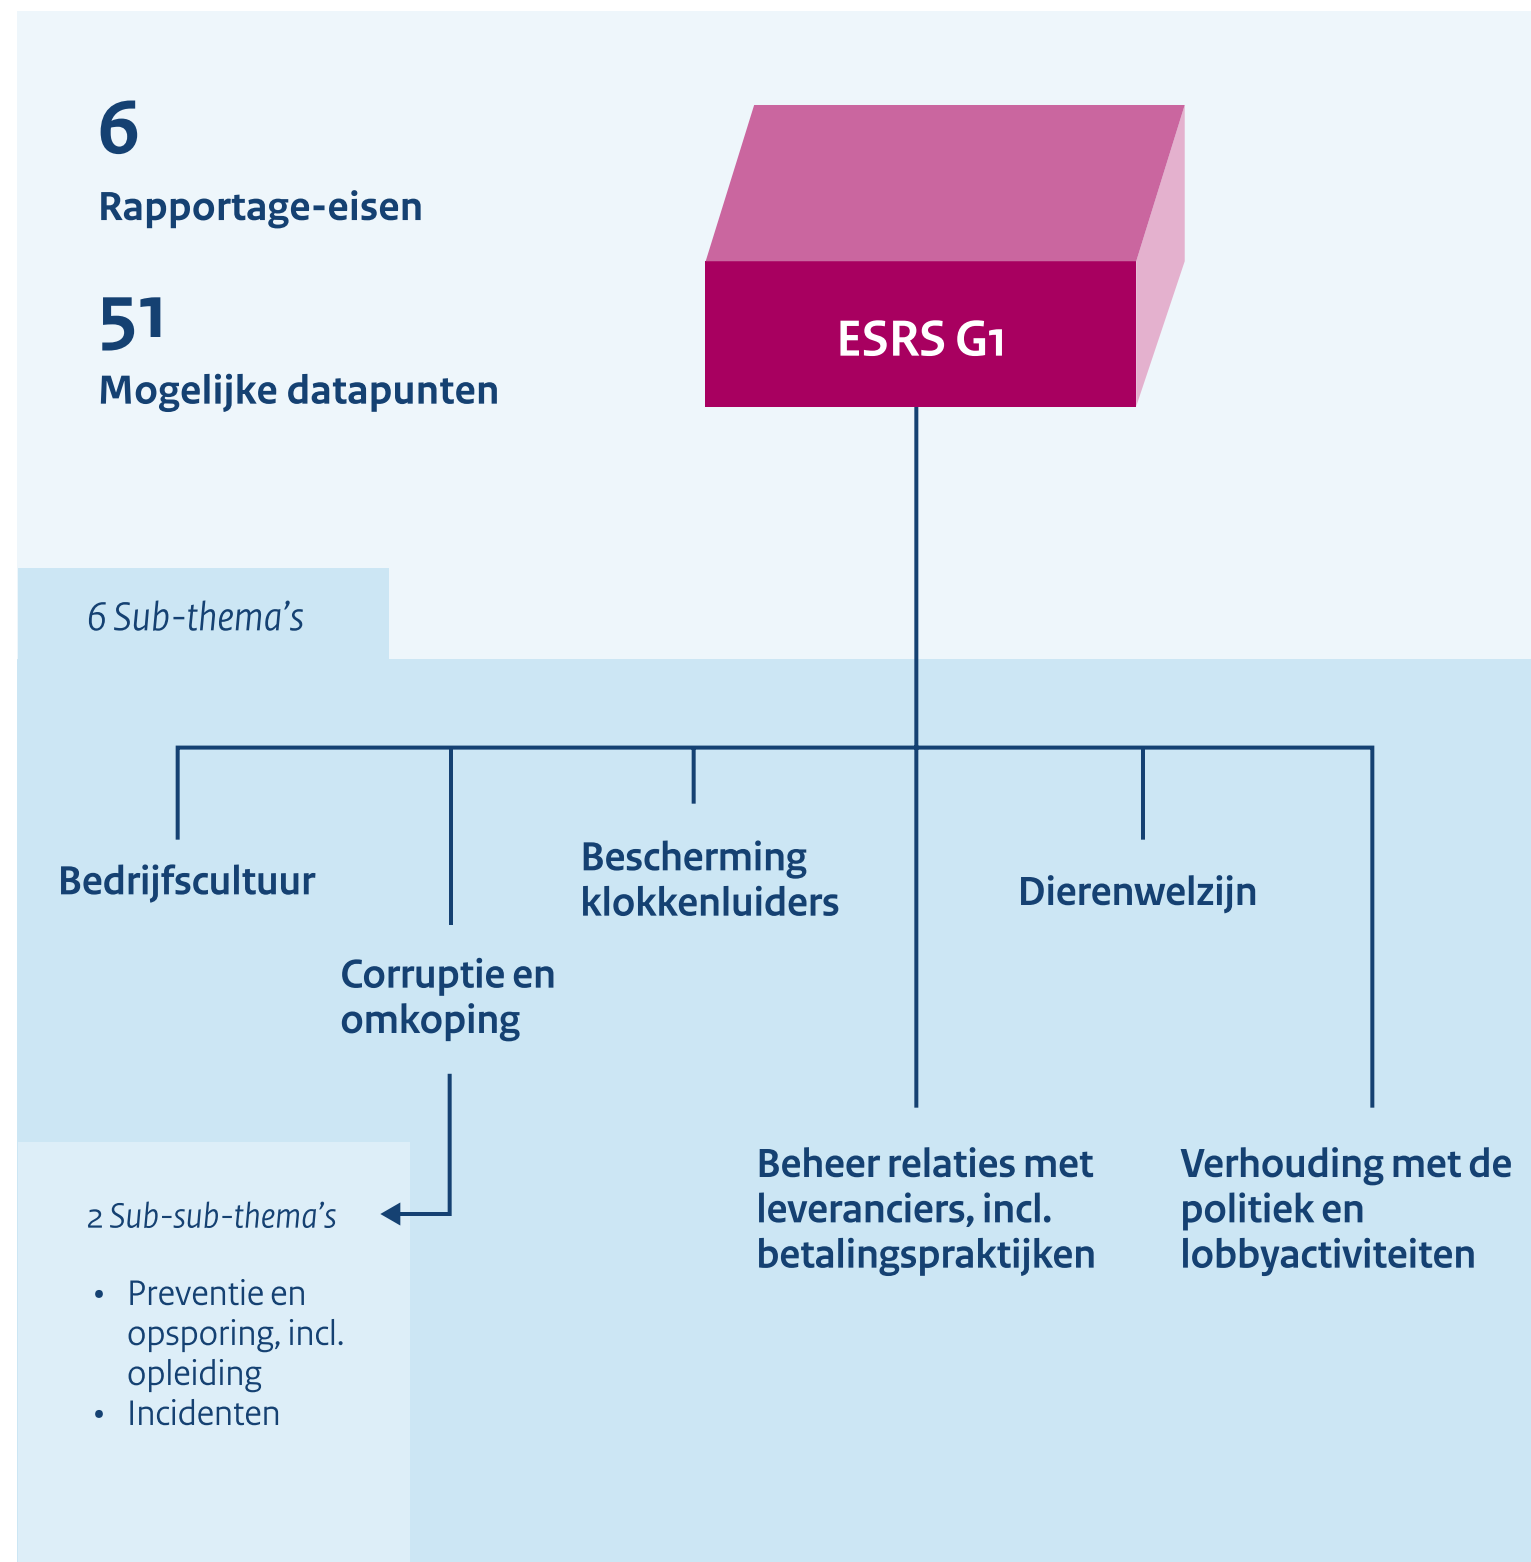 6
Rapportage-eisen
51
Mogelijke datapunten
ESRS G1
6 Sub-thema’s
Bedrijfscultuur
Corruptie en
omkoping
Bescherming
klokkenluiders
Beheer relaties met
leveranciers, incl.
betalingspraktijken
Dierenwelzijn
Verhouding met de
politiek en
lobbyactiviteiten
2 Sub-sub-thema’s
• Preventie en
opsporing, incl.
opleiding
• Incidenten